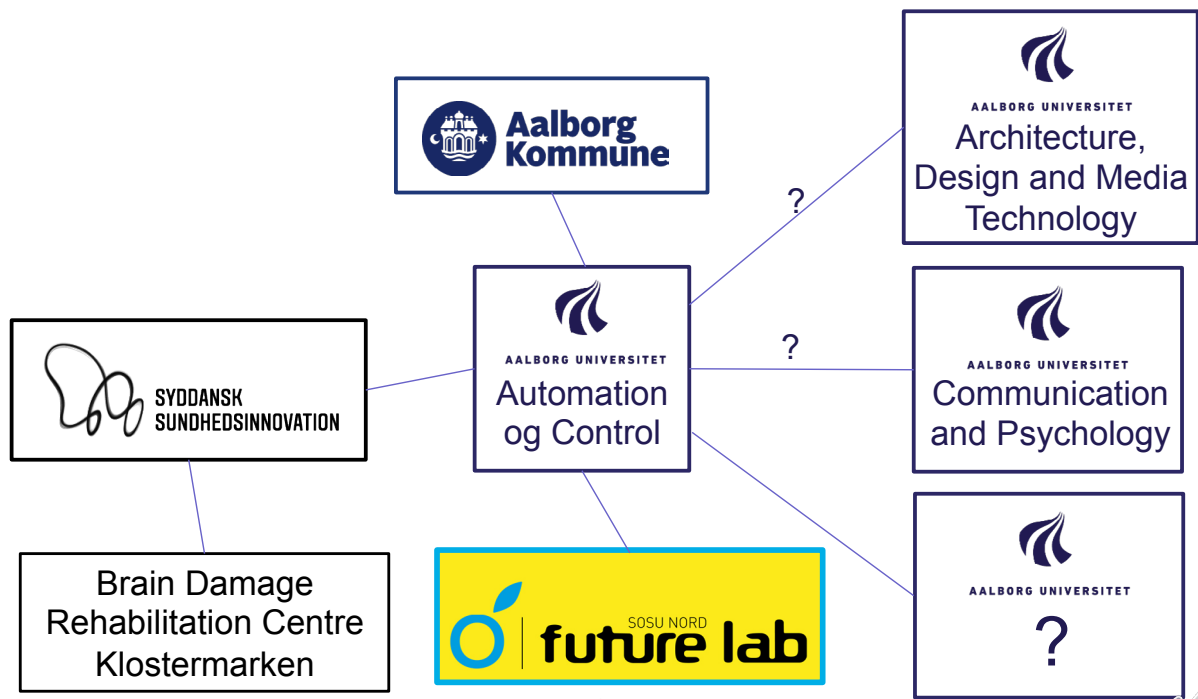 Aalborg
Kommune
AALBORG UNIVERSITET
Architecture,
Design and Media
Technology
?
AALBORG UNIVERSITET
Automation
og Control
SYDDANSK
SUNDHEDSINNOVATION
?
AALBORG UNIVERSITET
Communication
and Psychology
Brain Damage
Rehabilitation Centre
Klostermarken
SOSU NORD
future lab
AALBORG UNIVERSITET
?